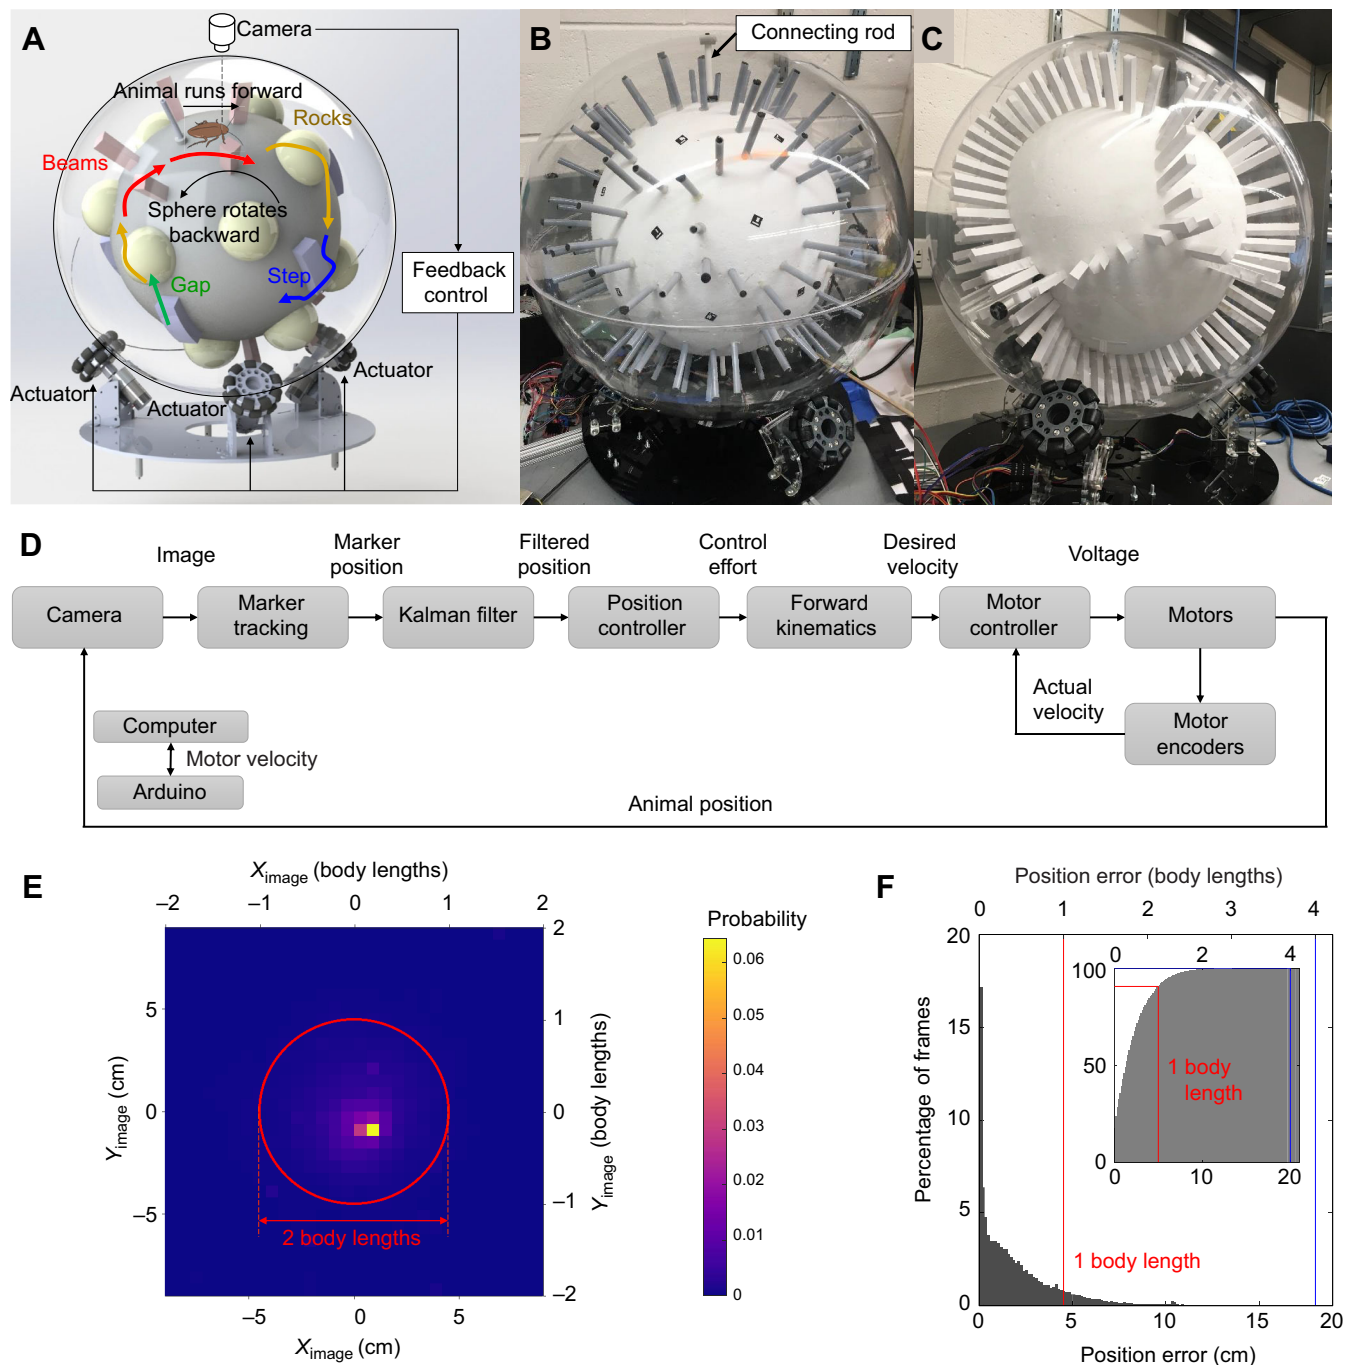 A
Camera
Animal runs forward
Rocks
Beams
Sphere rotates
backward
Gap
Step
Feedback
control
Actuator
Actuator
Actuator
B
Connecting rod
C
D
Image
Marker
position
Filtered
position
Control
effort
Desired
velocity
Voltage
Camera
Marker
tracking
Kalman filter
Position
controller
Forward
kinematics
Motor
controller
Motors
Actual
velocity
Motor
encoders
Computer
Motor velocity
Arduino
Animal position
E
Ximage (body lengths)
–2 –1 0 1 2
5
0
–5
Yimage (cm)
2
1
0
–1
–2
Yimage (body lengths)
2 body lengths
–5 0 5
Ximage (cm)
Probability
0.06
0.05
0.04
0.03
0.02
0.01
0
F
Position error (body lengths)
0 1 2 3 4
20
15
10
5
0
Percentage of frames
0 2 4
100
50
0
1 body
length
0 10 20
1 body length
0 5 10 15 20
Position error (cm)